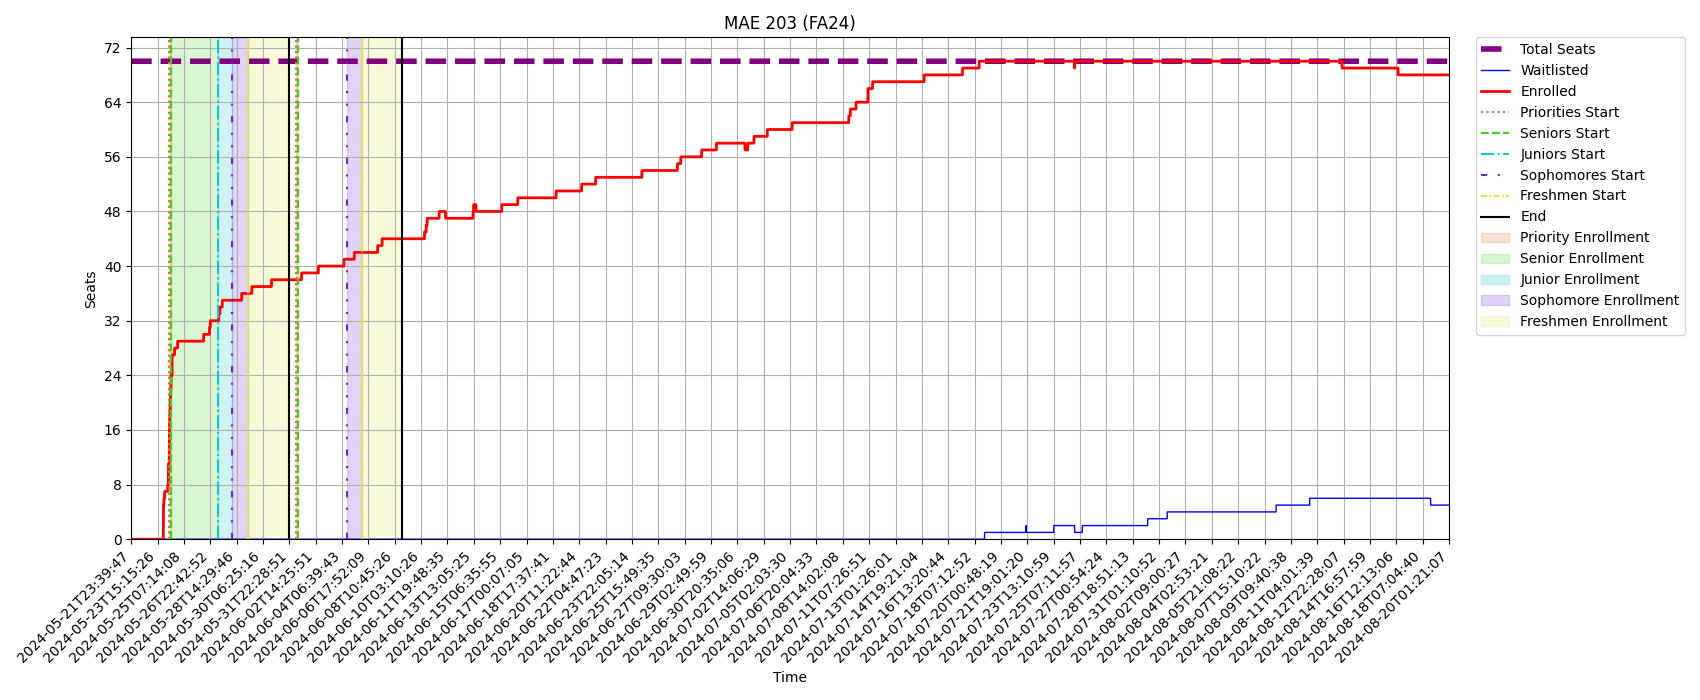 MAE 203 (FA24)
72
64
56
48
40
32
24
16
8
0
Seats
2024-05-21T23:39:47
2024-05-23T15:15:26
2024-05-25T07:14:08
2024-05-26T22:42:52
2024-05-28T14:29:46
2024-05-30T06:25:16
2024-05-31T22:28:51
2024-06-02T14:25:51
2024-06-04T06:39:43
2024-06-06T17:52:09
2024-06-08T10:45:26
2024-06-10T03:10:26
2024-06-11T19:48:35
2024-06-13T13:05:25
2024-06-15T06:35:55
2024-06-17T00:07:05
2024-06-18T17:37:41
2024-06-20T11:22:44
2024-06-22T04:47:23
2024-06-23T22:05:14
2024-06-25T15:49:35
2024-06-27T09:30:03
2024-06-29T02:49:59
2024-06-30T20:35:06
2024-07-02T14:06:29
2024-07-05T02:03:30
2024-07-06T20:04:33
2024-07-08T14:02:08
2024-07-11T07:26:51
2024-07-13T01:26:01
2024-07-14T19:21:04
2024-07-16T13:20:44
2024-07-18T07:12:52
2024-07-20T00:48:19
2024-07-21T19:01:20
2024-07-23T13:10:59
2024-07-25T07:11:57
2024-07-27T00:54:24
2024-07-28T18:51:13
2024-07-31T01:10:52
2024-08-02T09:00:27
2024-08-04T02:53:21
2024-08-05T21:08:22
2024-08-07T15:10:22
2024-08-09T09:40:38
2024-08-11T04:01:39
2024-08-12T22:28:07
2024-08-14T16:57:59
2024-08-16T12:13:06
2024-08-18T07:04:40
2024-08-20T01:21:07
Time
Total Seats
Waitlisted
Enrolled
Priorities Start
Seniors Start
Juniors Start
Sophomores Start
Freshmen Start
End
Priority Enrollment
Senior Enrollment
Junior Enrollment
Sophomore Enrollment
Freshmen Enrollment